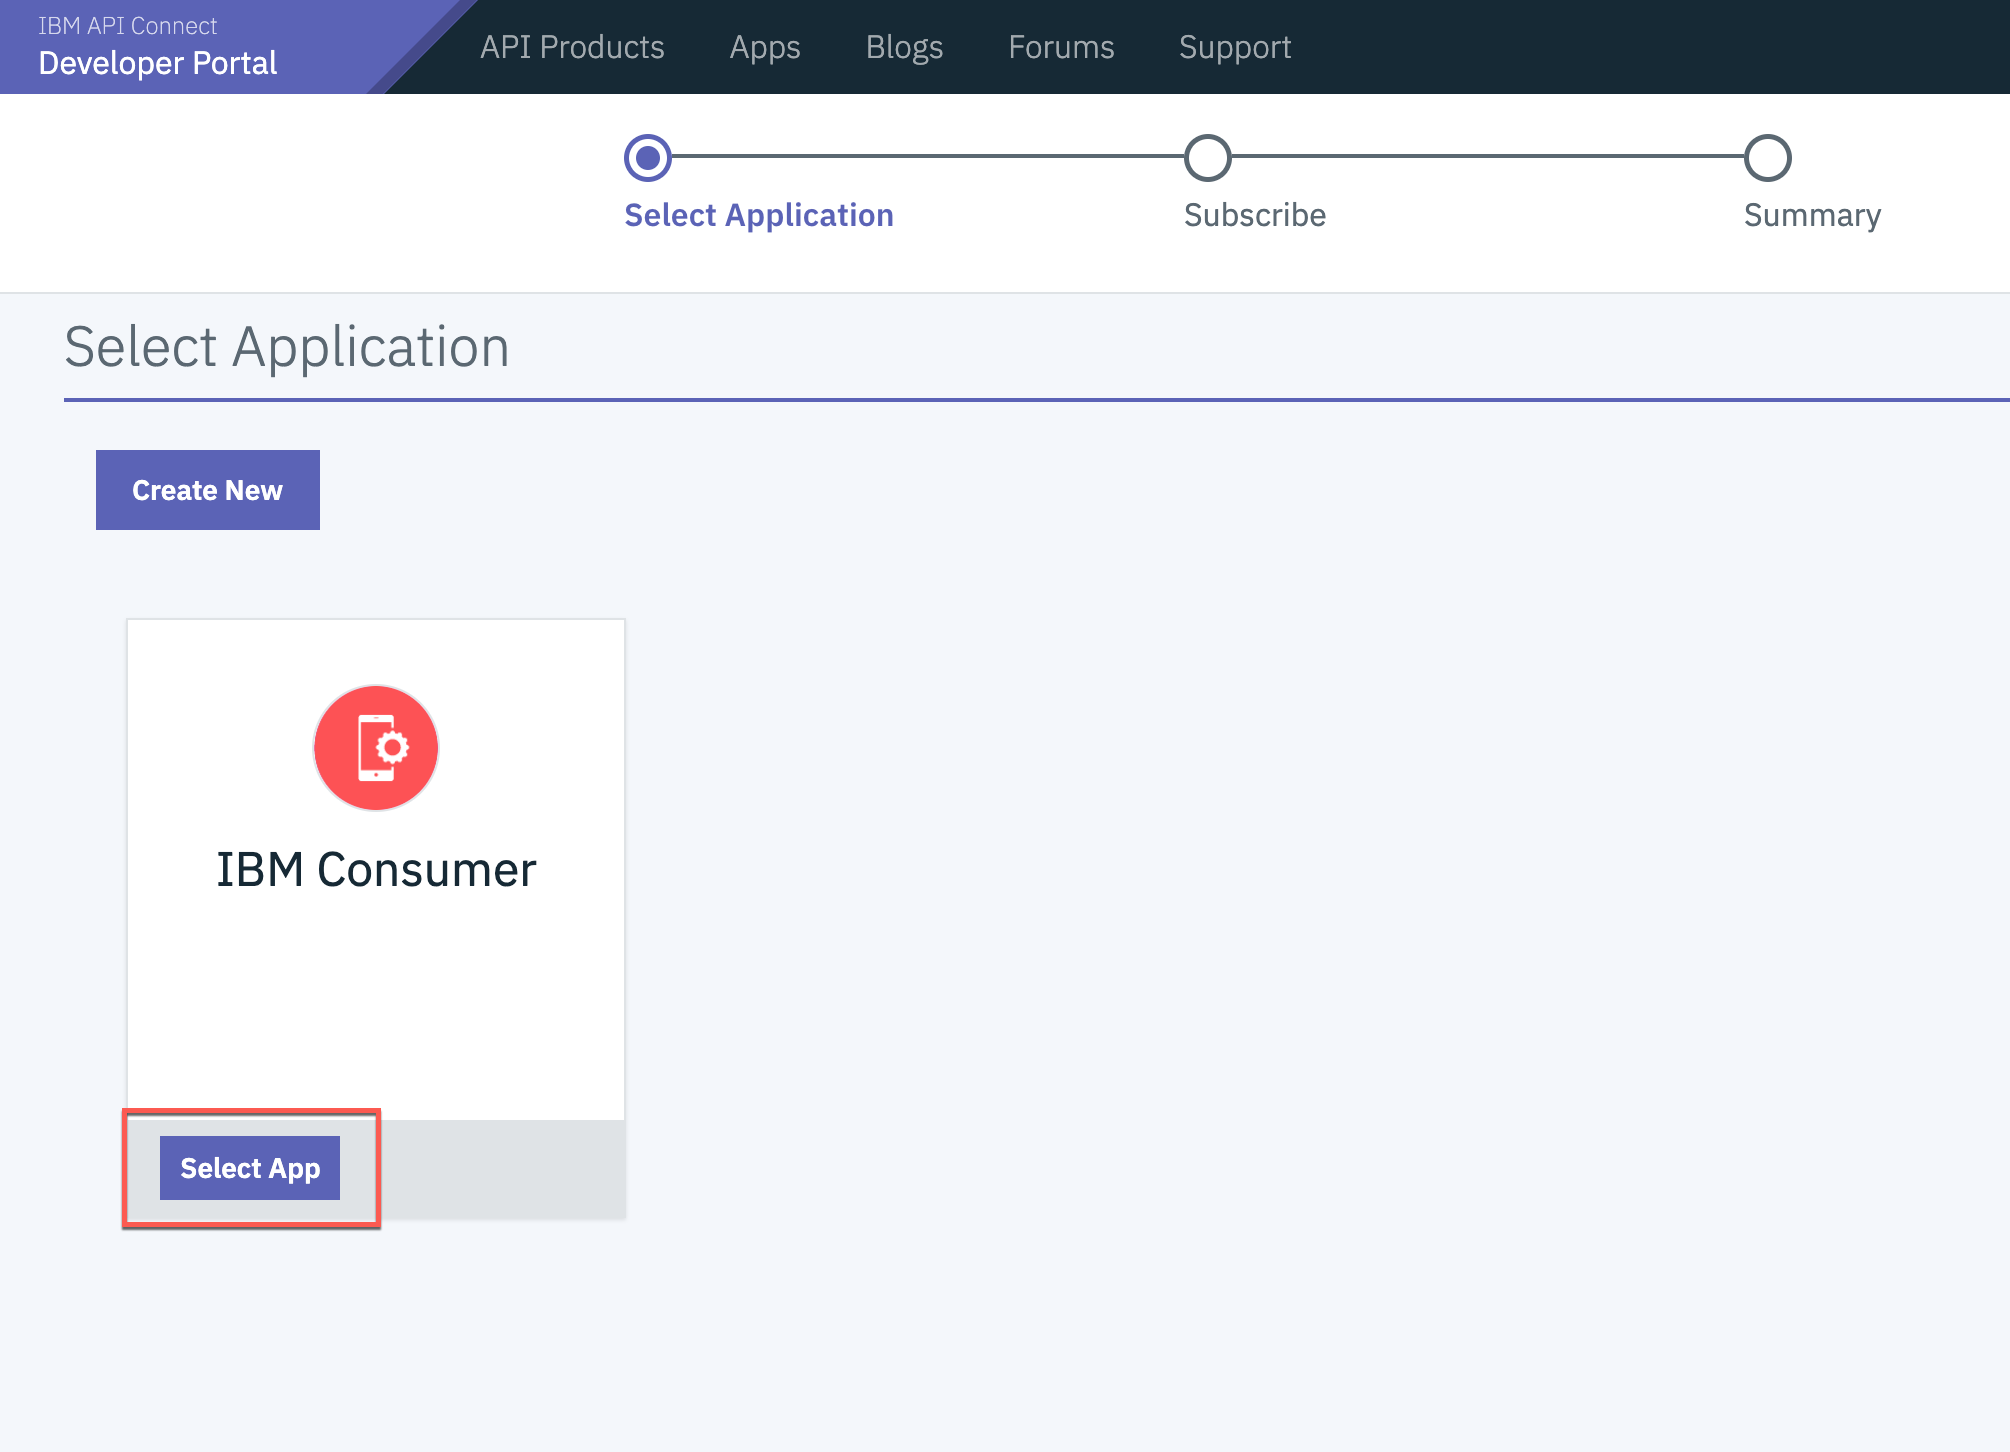 IBM API Connect
Developer Portal
API Products
Apps
Blogs
Forums
Support
Select Application
Subscribe
Summary
Select Application
Create New
IBM Consumer
Select App